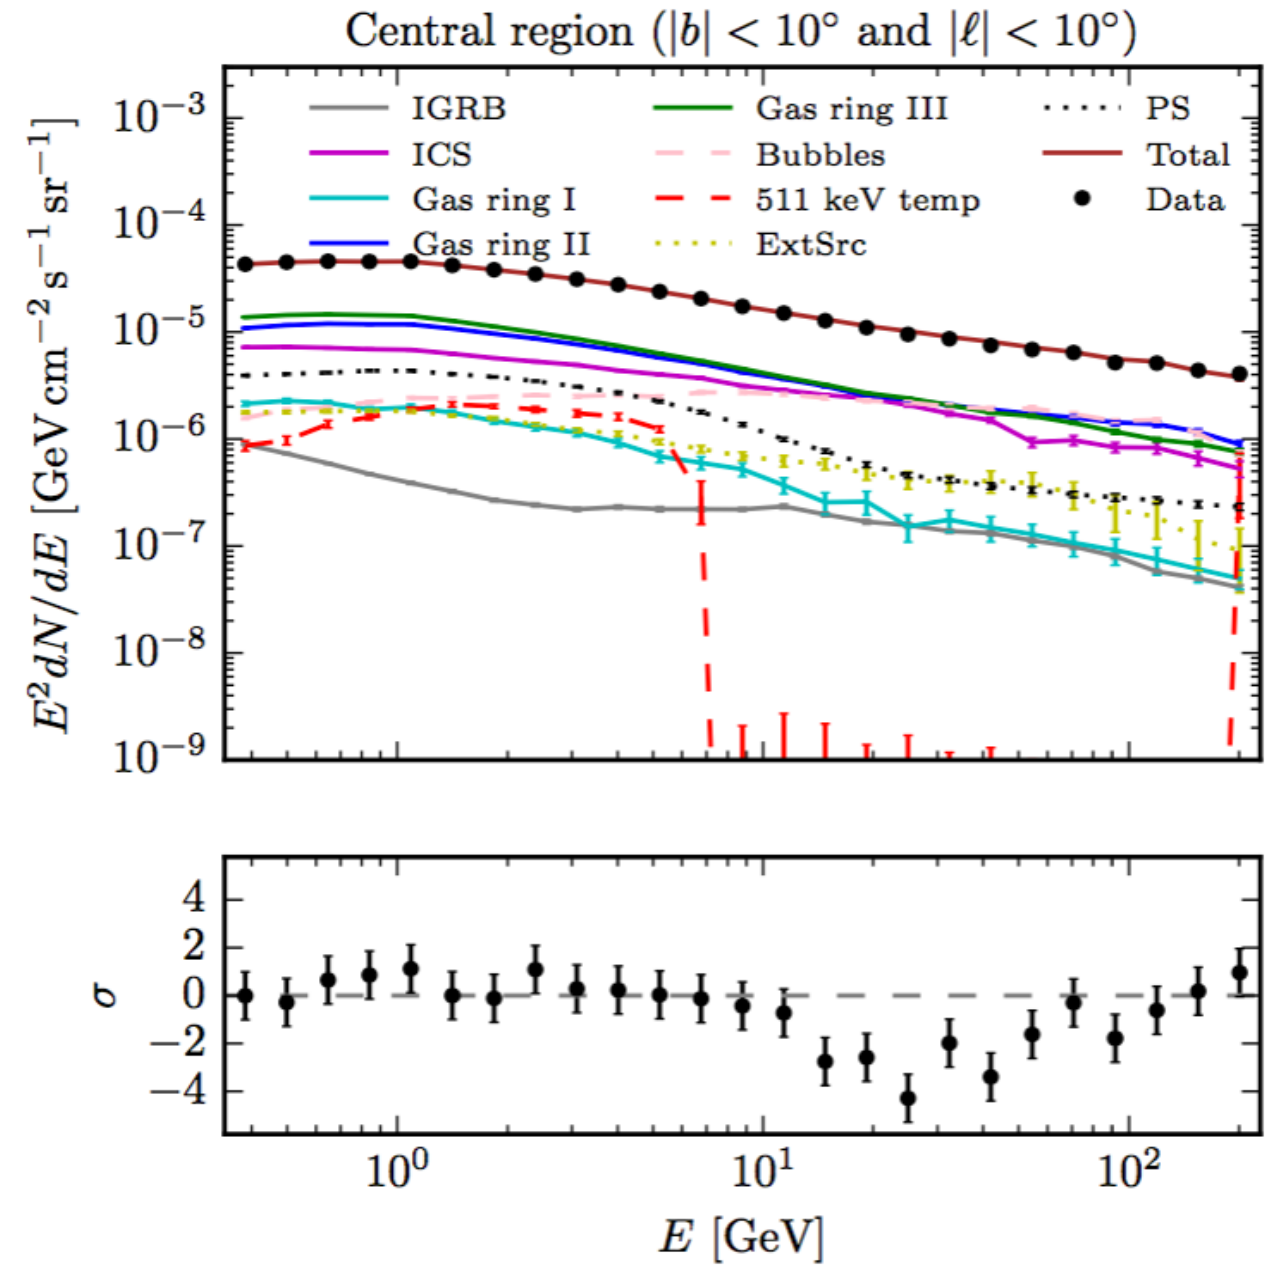 Central region (|b| < 10° and |ℓ| < 10°)
IGRB
ICS
Gas ring I
Gas ring II
Gas ring III
Bubbles
511 keV temp
ExtSrc
PS
Total
Data
E²dN/dE [GeV cm⁻² s⁻¹ sr⁻¹]
10⁻³
10⁻⁴
10⁻⁵
10⁻⁶
10⁻⁷
10⁻⁸
10⁻⁹
σ
4
2
0
−2
−4
10⁰ 10¹ 10²
E [GeV]